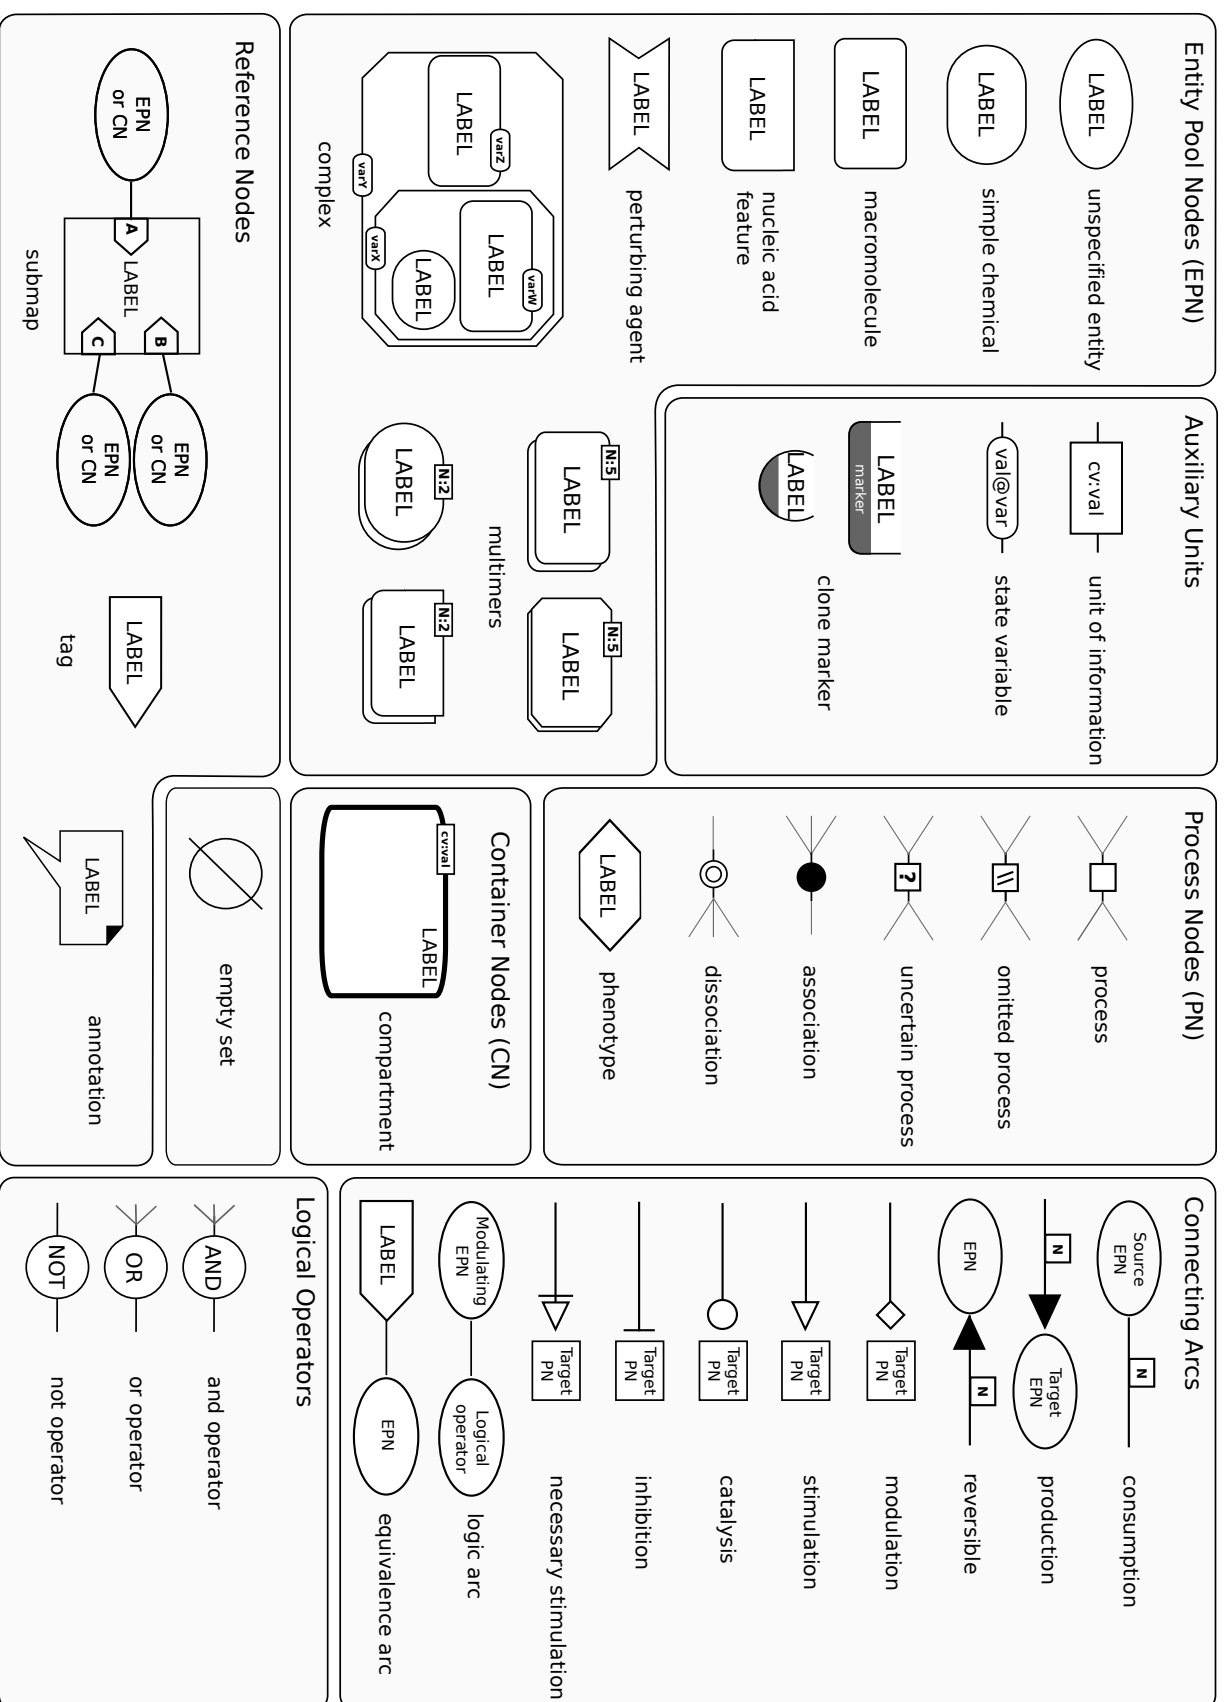 Entity Pool Nodes (EPN)
LABEL
unspecified entity
LABEL
simple chemical
LABEL
macromolecule
LABEL
nucleic acid
feature
LABEL
perturbing agent
LABEL
varZ
LABEL
varW
LABEL
varX
varY
complex
N:5
LABEL
N:5
LABEL
multimers
N:2
LABEL
N:2
LABEL
Auxiliary Units
cv:val
unit of information
val@var
state variable
LABEL
marker
LABEL
clone marker
Process Nodes (PN)
process
\\
omitted process
?
uncertain process
association
dissociation
LABEL
phenotype
Container Nodes (CN)
cv:val
LABEL
compartment
empty set
Reference Nodes
EPN
or CN
A
LABEL
B
C
EPN
or CN
EPN
or CN
submap
LABEL
tag
LABEL
annotation
Connecting Arcs
Source
EPN
N
consumption
N
Target
EPN
production
EPN
N
reversible
Target
PN
modulation
Target
PN
stimulation
Target
PN
catalysis
Target
PN
inhibition
Target
PN
necessary stimulation
Modulating
EPN
Logical
operator
logic arc
LABEL
EPN
equivalence arc
Logical Operators
AND
and operator
OR
or operator
NOT
not operator